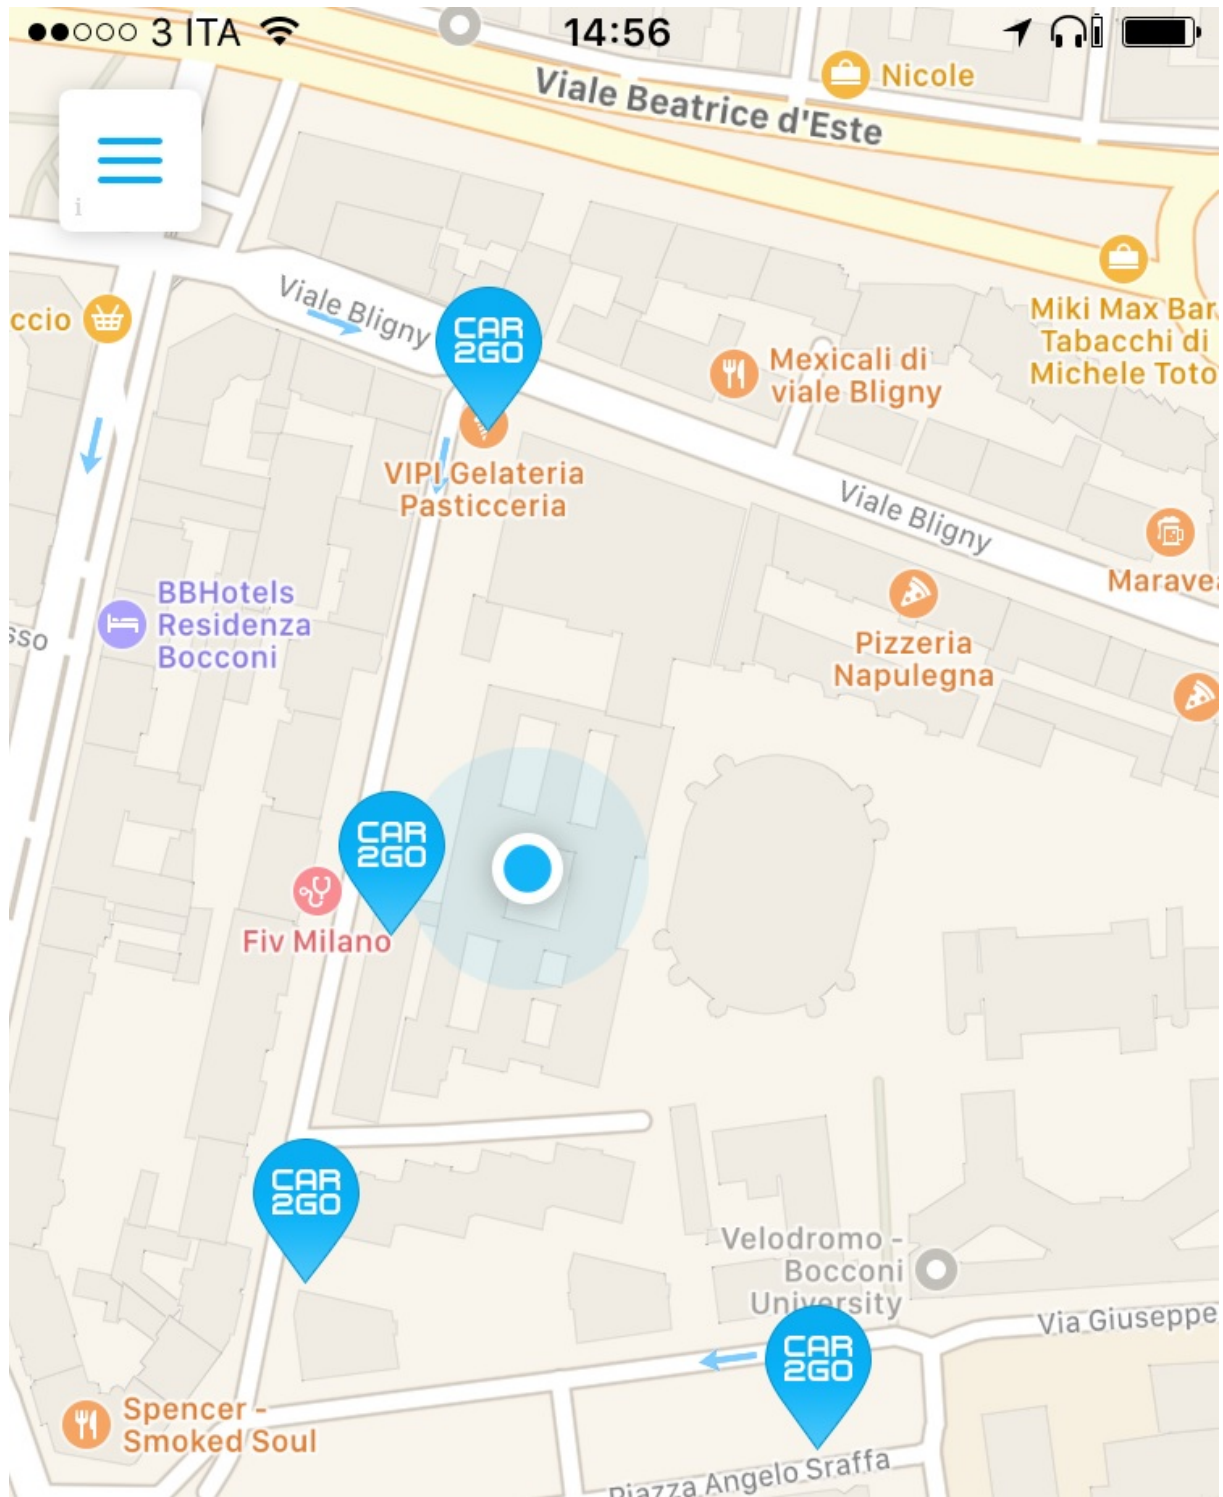 3 ITA
14:56
Nicole
Viale Beatrice d'Este
Viale Bligny
CAR
2GO
ccio
Miki Max Bar
Tabacchi di
Michele Toto
Mexicali di
viale Bligny
VIPI Gelateria
Pasticceria
Viale Bligny
Maravea
BBHotels
Residenza
Bocconi
sso
Pizzeria
Napulegna
CAR
2GO
Fiv Milano
CAR
2GO
Velodromo -
Bocconi
University
Via Giuseppe
CAR
2GO
Spencer -
Smoked Soul
Piazza Angelo Sraffa